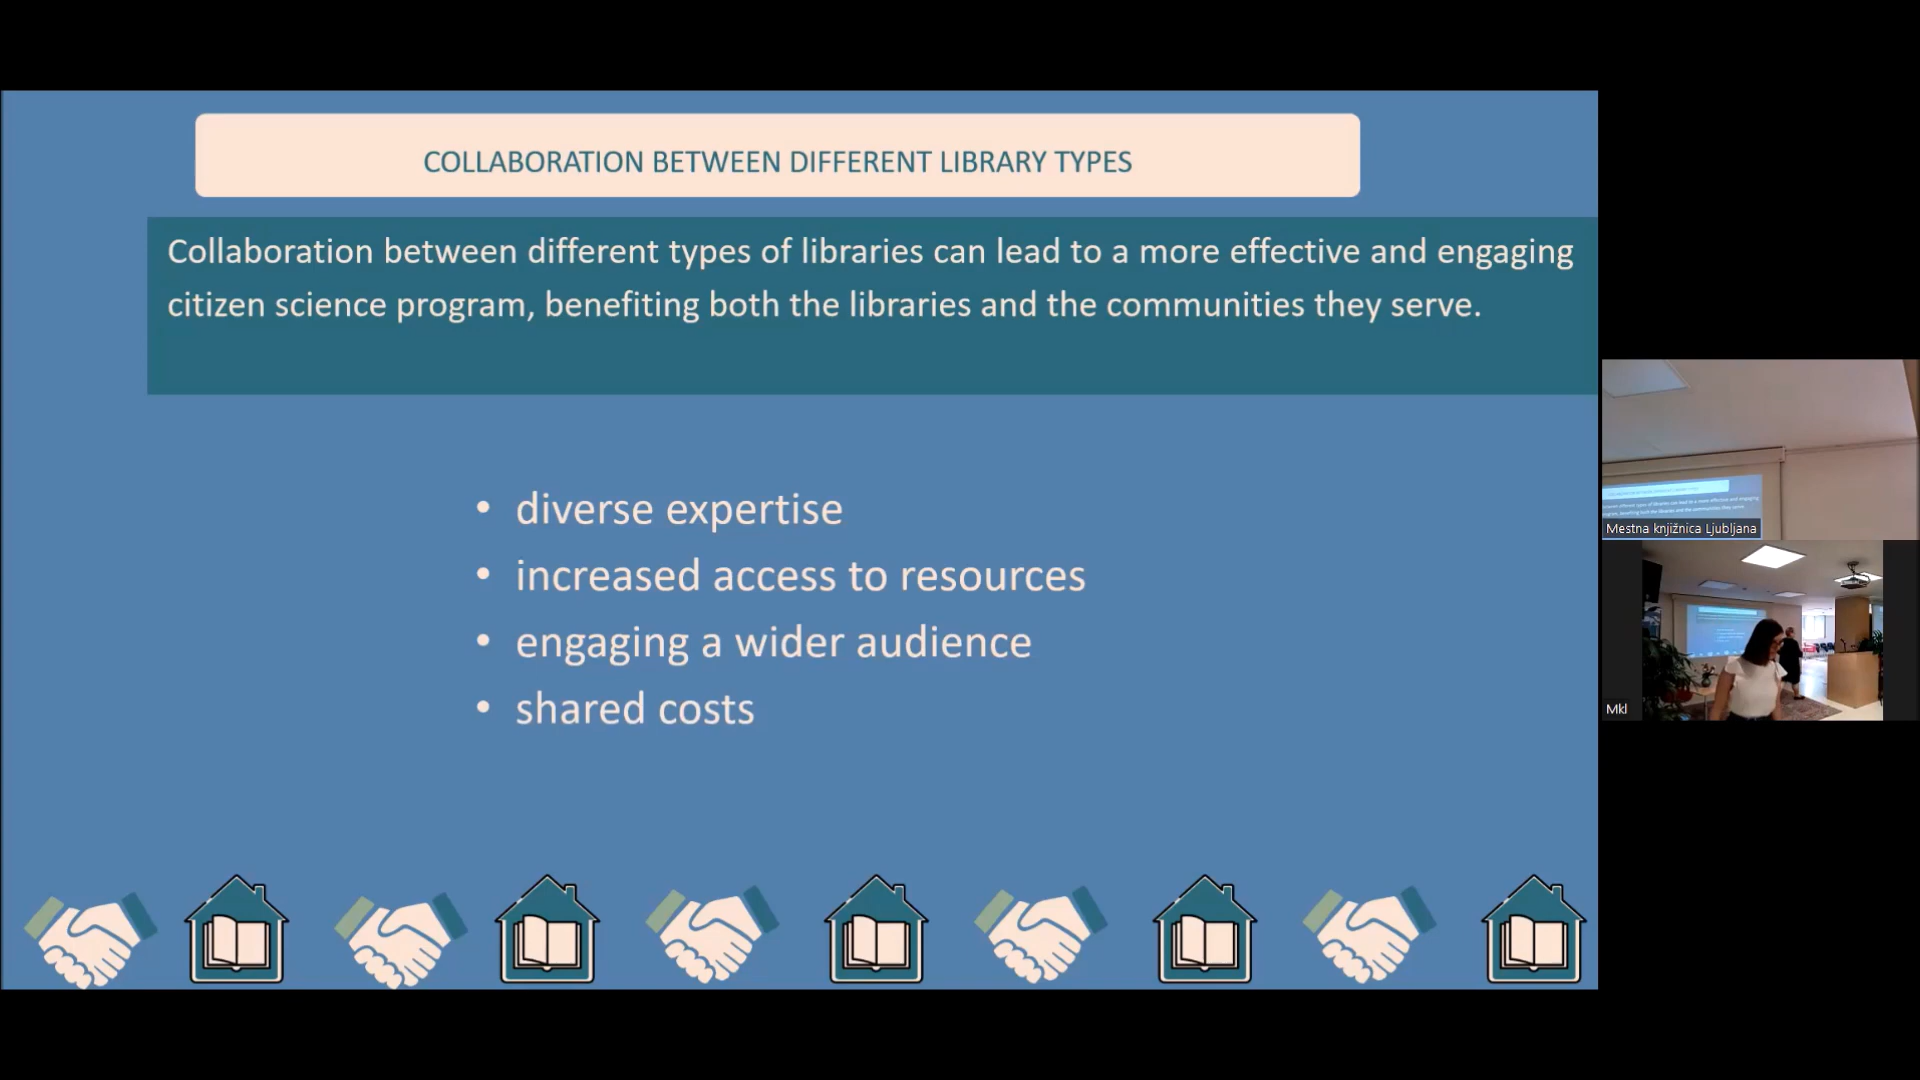 COLLABORATION BETWEEN DIFFERENT LIBRARY TYPES
Collaboration between different types of libraries can lead to a more effective and engaging
citizen science program, benefiting both the libraries and the communities they serve.
• diverse expertise
• increased access to resources
• engaging a wider audience
• shared costs
Mestna knjižnica Ljubljana
Mkl